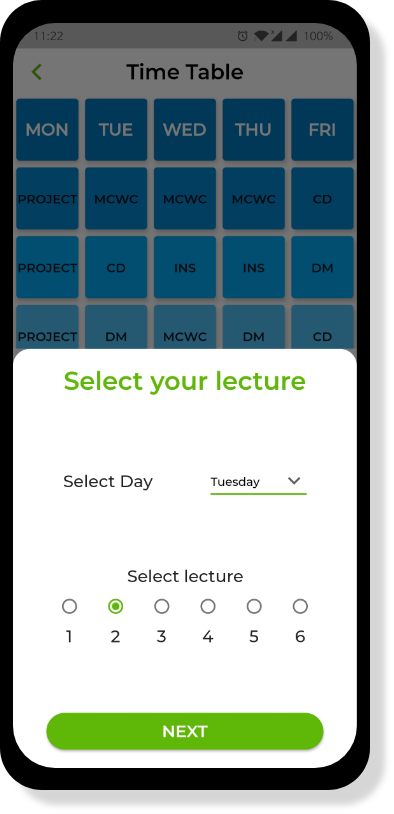 11:22 100%
Time Table
MON TUE WED THU FRI
PROJECT MCWC MCWC MCWC CD
PROJECT CD INS INS DM
PROJECT DM MCWC DM CD
Select your lecture
Select Day Tuesday
Select lecture
1 2 3 4 5 6
NEXT